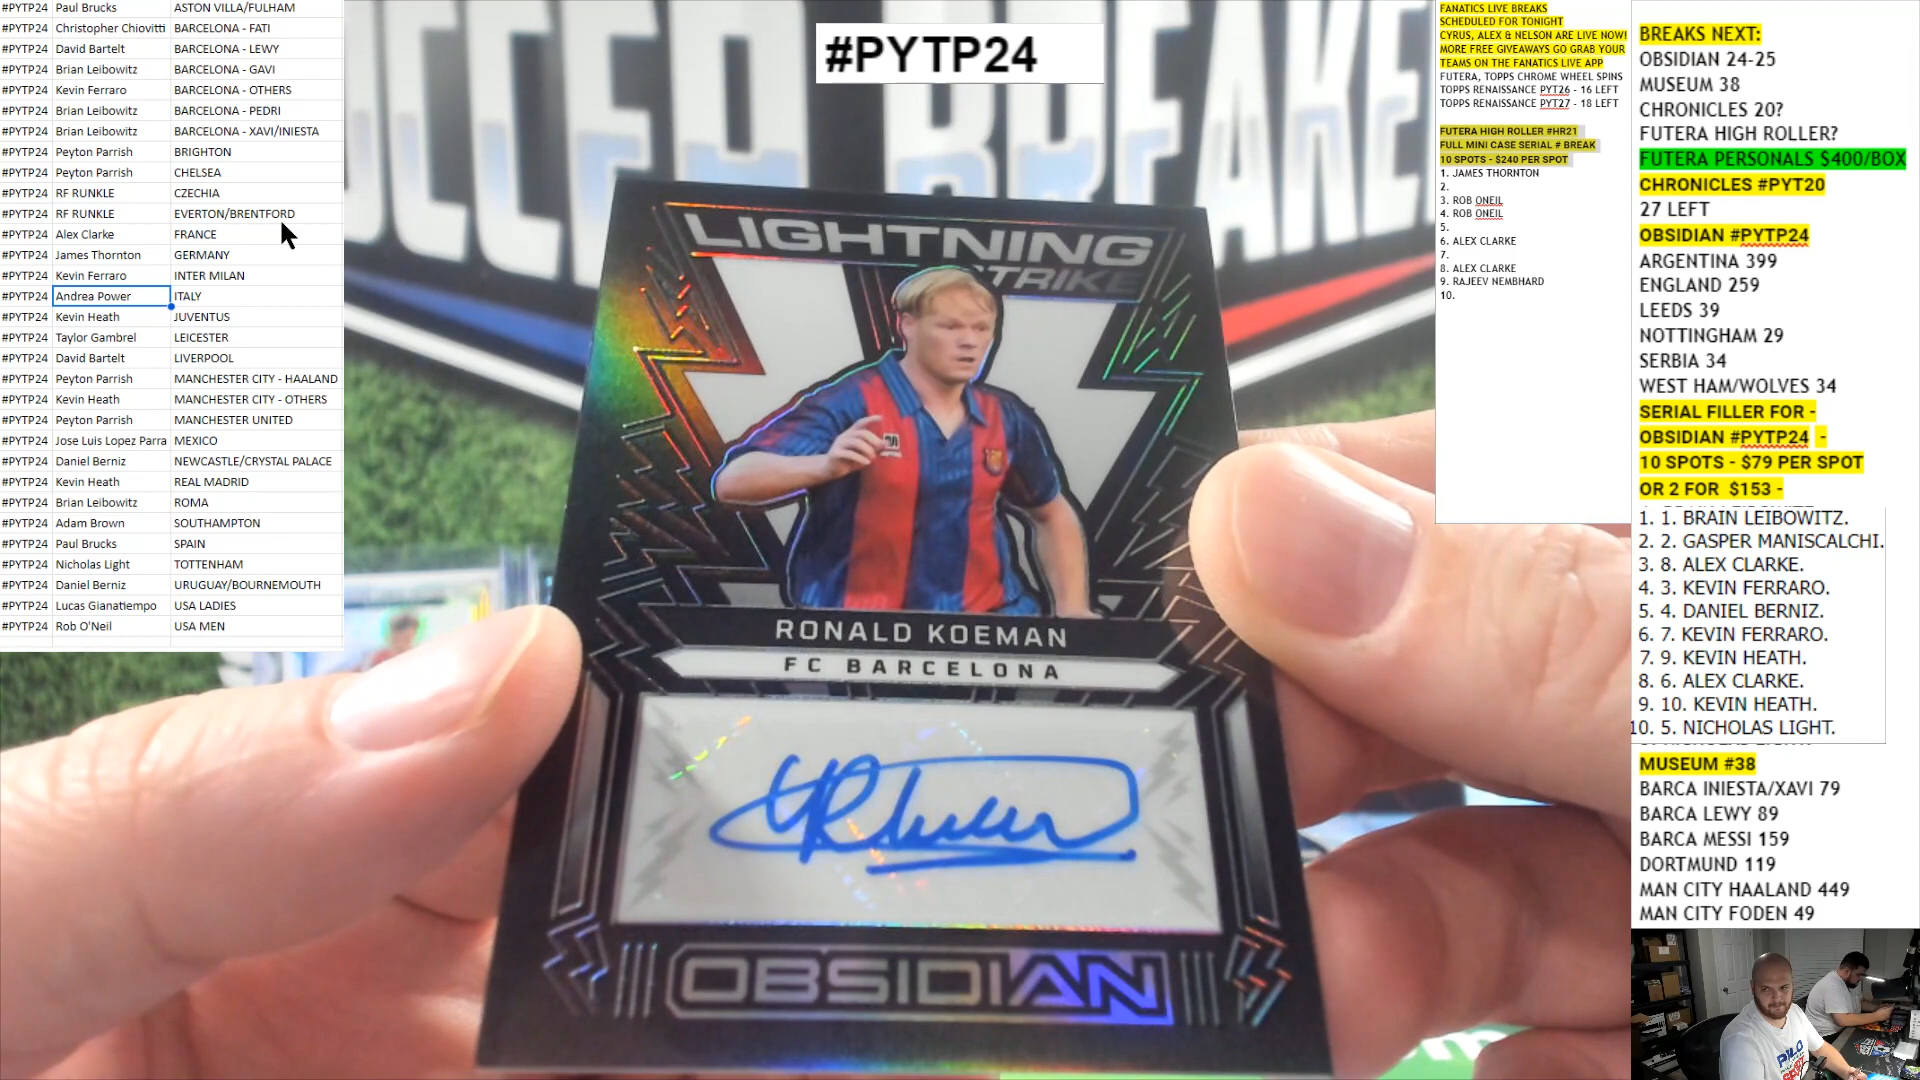 #PYTP24 Paul Brucks ASTON VILLA/FULHAM
#PYTP24 Christopher Chiovitti BARCELONA - FATI
#PYTP24 David Bartelt BARCELONA - LEWY
#PYTP24 Brian Leibowitz BARCELONA - GAVI
#PYTP24 Kevin Ferraro BARCELONA - OTHERS
#PYTP24 Brian Leibowitz BARCELONA - PEDRI
#PYTP24 Brian Leibowitz BARCELONA - XAVI/INIESTA
#PYTP24 Peyton Parrish BRIGHTON
#PYTP24 Peyton Parrish CHELSEA
#PYTP24 RF RUNKLE CZECHIA
#PYTP24 RF RUNKLE EVERTON/BRENTFORD
#PYTP24 Alex Clarke FRANCE
#PYTP24 James Thornton GERMANY
#PYTP24 Kevin Ferraro INTER MILAN
#PYTP24 Andrea Power ITALY
#PYTP24 Kevin Heath JUVENTUS
#PYTP24 Taylor Gambrel LEICESTER
#PYTP24 David Bartelt LIVERPOOL
#PYTP24 Peyton Parrish MANCHESTER CITY - HAALAND
#PYTP24 Kevin Heath MANCHESTER CITY - OTHERS
#PYTP24 Peyton Parrish MANCHESTER UNITED
#PYTP24 Jose Luis Lopez Parra MEXICO
#PYTP24 Daniel Berniz NEWCASTLE/CRYSTAL PALACE
#PYTP24 Kevin Heath REAL MADRID
#PYTP24 Brian Leibowitz ROMA
#PYTP24 Adam Brown SOUTHAMPTON
#PYTP24 Paul Brucks SPAIN
#PYTP24 Nicholas Light TOTTENHAM
#PYTP24 Daniel Berniz URUGUAY/BOURNEMOUTH
#PYTP24 Lucas Gianatiempo USA LADIES
#PYTP24 Rob O'Neil USA MEN
#PYTP24
LIGHTNING
STRIKE
RONALD KOEMAN
FC BARCELONA
OBSIDIAN
FANATICS LIVE BREAKS
SCHEDULED FOR TONIGHT
CYRUS, ALEX & NELSON ARE LIVE NOW!
MORE FREE GIVEAWAYS GO GRAB YOUR
TEAMS ON THE FANATICS LIVE APP
FUTERA, TOPPS CHROME WHEEL SPINS
TOPPS RENAISSANCE PYT26 - 16 LEFT
TOPPS RENAISSANCE PYT27 - 18 LEFT
FUTERA HIGH ROLLER #HR21
FULL MINI CASE SERIAL # BREAK
10 SPOTS - $240 PER SPOT
1. JAMES THORNTON
2.
3. ROB ONEIL
4. ROB ONEIL
5.
6. ALEX CLARKE
7.
8. ALEX CLARKE
9. RAJEEV NEMBHARD
10.
BREAKS NEXT:
OBSIDIAN 24-25
MUSEUM 38
CHRONICLES 20?
FUTERA HIGH ROLLER?
FUTERA PERSONALS $400/BOX
CHRONICLES #PYT20
27 LEFT
OBSIDIAN #PYTP24
ARGENTINA 399
ENGLAND 259
LEEDS 39
NOTTINGHAM 29
SERBIA 34
WEST HAM/WOLVES 34
SERIAL FILLER FOR -
OBSIDIAN #PYTP24 -
10 SPOTS - $79 PER SPOT
OR 2 FOR $153 -
1. 1. BRAIN LEIBOWITZ.
2. 2. GASPER MANISCALCHI.
3. 8. ALEX CLARKE.
4. 3. KEVIN FERRARO.
5. 4. DANIEL BERNIZ.
6. 7. KEVIN FERRARO.
7. 9. KEVIN HEATH.
8. 6. ALEX CLARKE.
9. 10. KEVIN HEATH.
10. 5. NICHOLAS LIGHT.
MUSEUM #38
BARCA INIESTA/XAVI 79
BARCA LEWY 89
BARCA MESSI 159
DORTMUND 119
MAN CITY HAALAND 449
MAN CITY FODEN 49